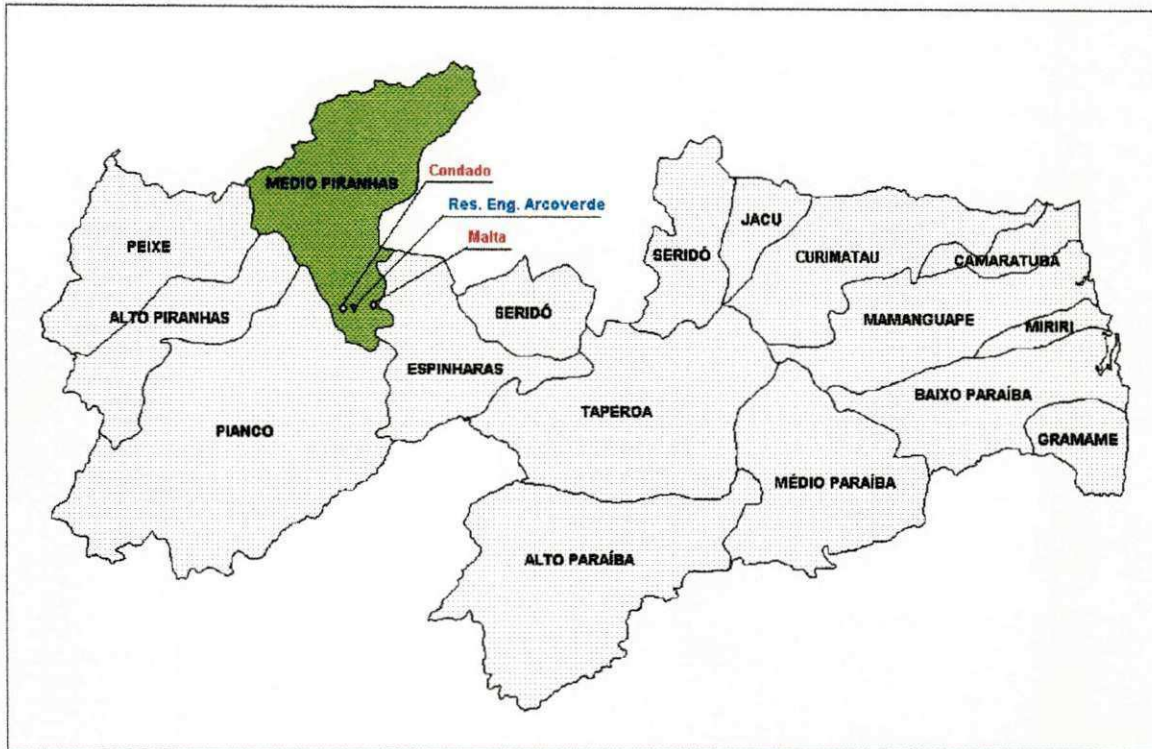 MEDIO PIRANHAS
Condado
Res. Eng. Arcoverde
Malta
PEIXE
ALTO PIRANHAS
PIANCO
ESPINHARAS
SERIDÓ
SERIDÓ
JACU
CURIMATAU
CAMARATUBA
MAMANGUAPE
MIRIRI
TAPEROA
BAIXO PARAÍBA
GRAMAME
MÉDIO PARAÍBA
ALTO PARAÍBA